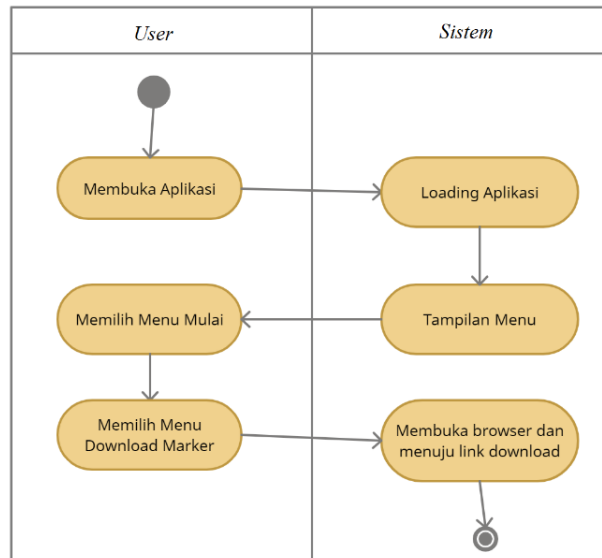 User
Sistem
Membuka Aplikasi
Loading Aplikasi
Memilih Menu Mulai
Tampilan Menu
Memilih Menu
Download Marker
Membuka browser dan
menuju link download